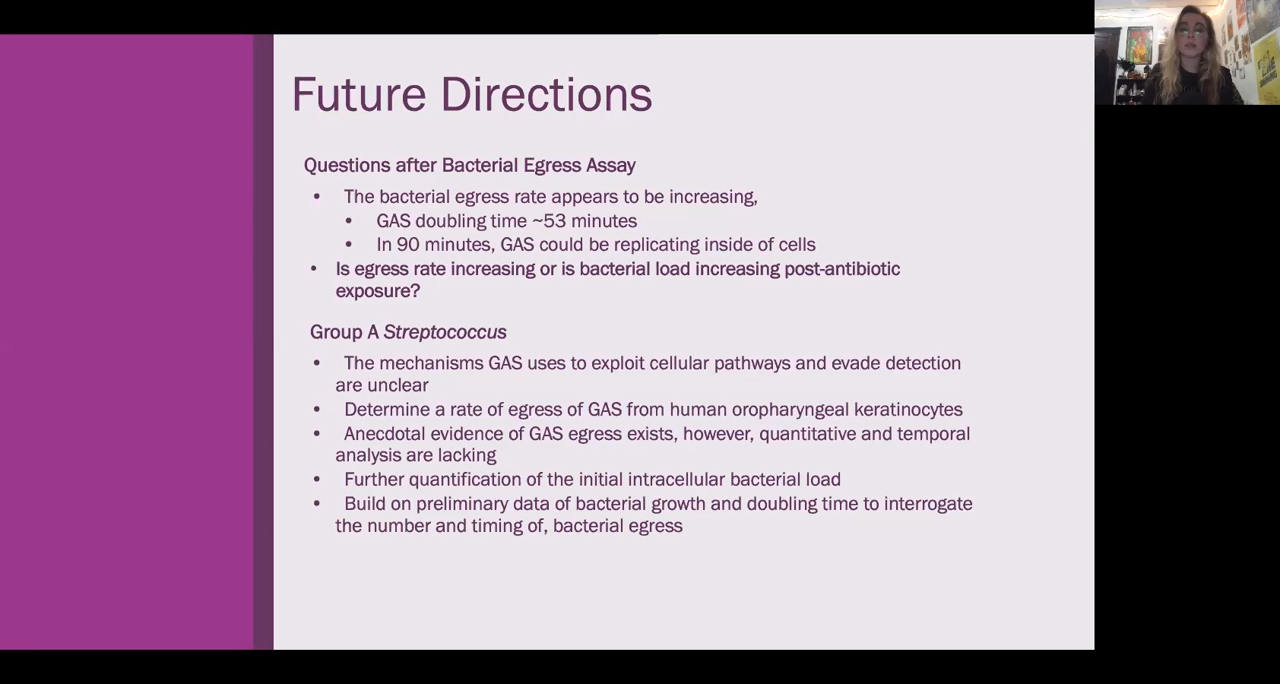 Future Directions
Questions after Bacterial Egress Assay
• The bacterial egress rate appears to be increasing,
• GAS doubling time ~53 minutes
• In 90 minutes, GAS could be replicating inside of cells
• Is egress rate increasing or is bacterial load increasing post-antibiotic
exposure?
Group A Streptococcus
• The mechanisms GAS uses to exploit cellular pathways and evade detection
are unclear
• Determine a rate of egress of GAS from human oropharyngeal keratinocytes
• Anecdotal evidence of GAS egress exists, however, quantitative and temporal
analysis are lacking
• Further quantification of the initial intracellular bacterial load
• Build on preliminary data of bacterial growth and doubling time to interrogate
the number and timing of, bacterial egress